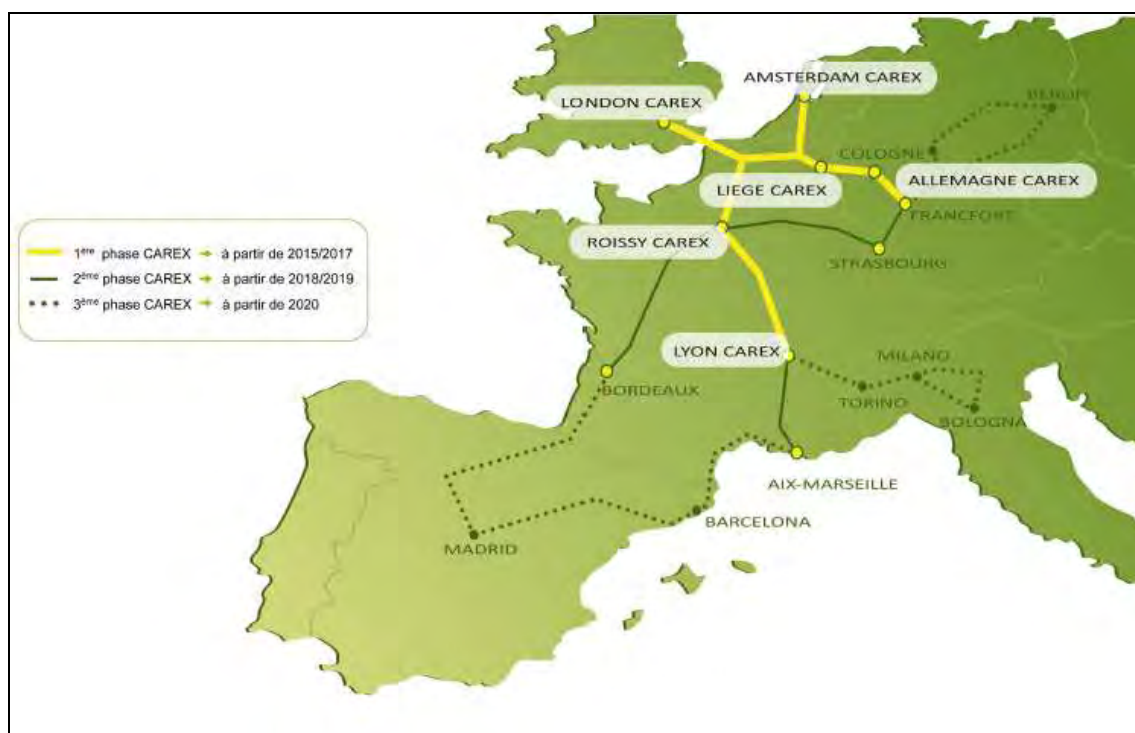 AMSTERDAM CAREX
LONDON CAREX
BERLIN
COLOGNE
LIEGE CAREX
ALLEMAGNE CAREX
FRANCFORT
ROISSY CAREX
STRASBOURG
1ère phase CAREX à partir de 2015/2017
2ème phase CAREX à partir de 2018/2019
3ème phase CAREX à partir de 2020
LYON CAREX
MILANO
BORDEAUX
TORINO
BOLOGNA
AIX-MARSEILLE
BARCELONA
MADRID